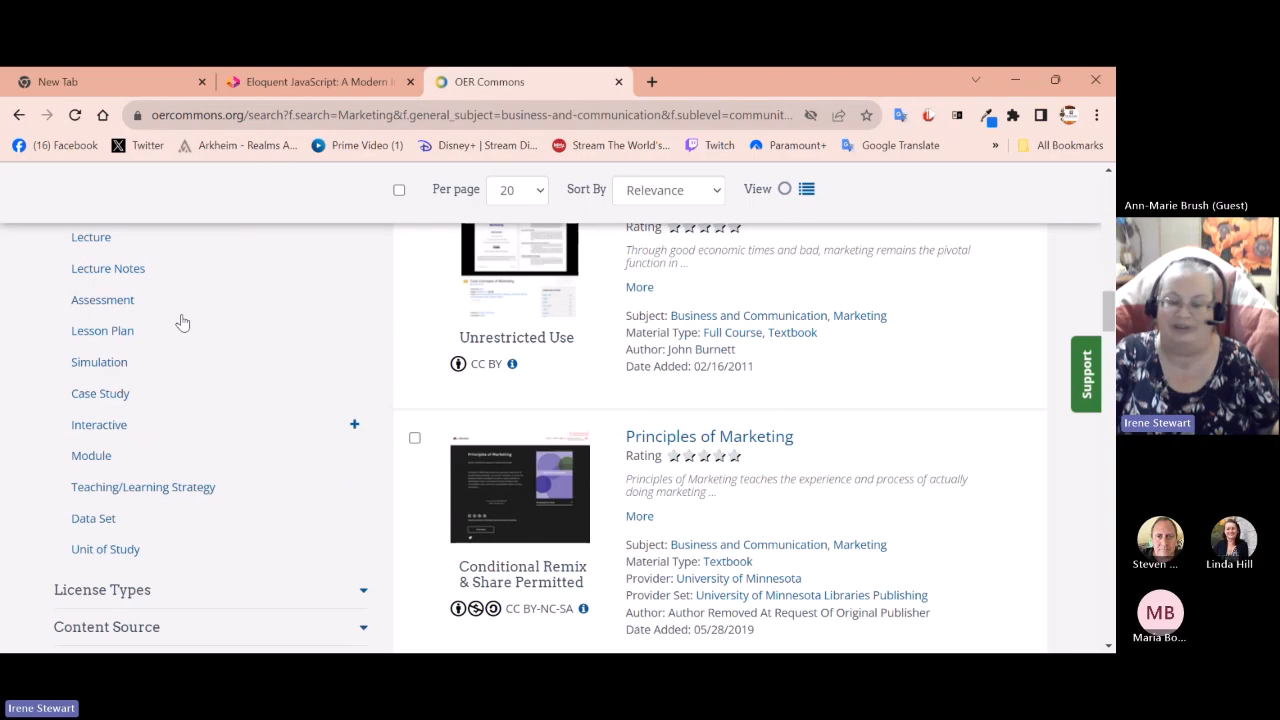 New Tab
Eloquent JavaScript: A Modern I
OER Commons
oercommons.org/search?f.search=Marketing&f.general_subject=business-and-communication&f.sublevel=communit...
(16) Facebook
Twitter
Arkheim - Realms A...
Prime Video (1)
Disney+ | Stream Di...
Stream The World's...
Twitch
Paramount+
Google Translate
»
All Bookmarks
Per page
20
Sort By
Relevance
View
Lecture
Lecture Notes
Assessment
Lesson Plan
Simulation
Case Study
Interactive
Module
Teaching/Learning Strategy
Data Set
Unit of Study
License Types
Content Source
Unrestricted Use
CC BY
Rating
Through good economic times and bad, marketing remains the pivotal
function in ...
More
Subject: Business and Communication, Marketing
Material Type: Full Course, Textbook
Author: John Burnett
Date Added: 02/16/2011
Conditional Remix
& Share Permitted
CC BY-NC-SA
Principles of Marketing
Rating
Principles of Marketing teaches the experience and process of actually
doing marketing ...
More
Subject: Business and Communication, Marketing
Material Type: Textbook
Provider: University of Minnesota
Provider Set: University of Minnesota Libraries Publishing
Author: Author Removed At Request Of Original Publisher
Date Added: 05/28/2019
Support
Ann-Marie Brush (Guest)
Irene Stewart
Steven ...
Linda Hill
MB
Maria Bo...
Irene Stewart